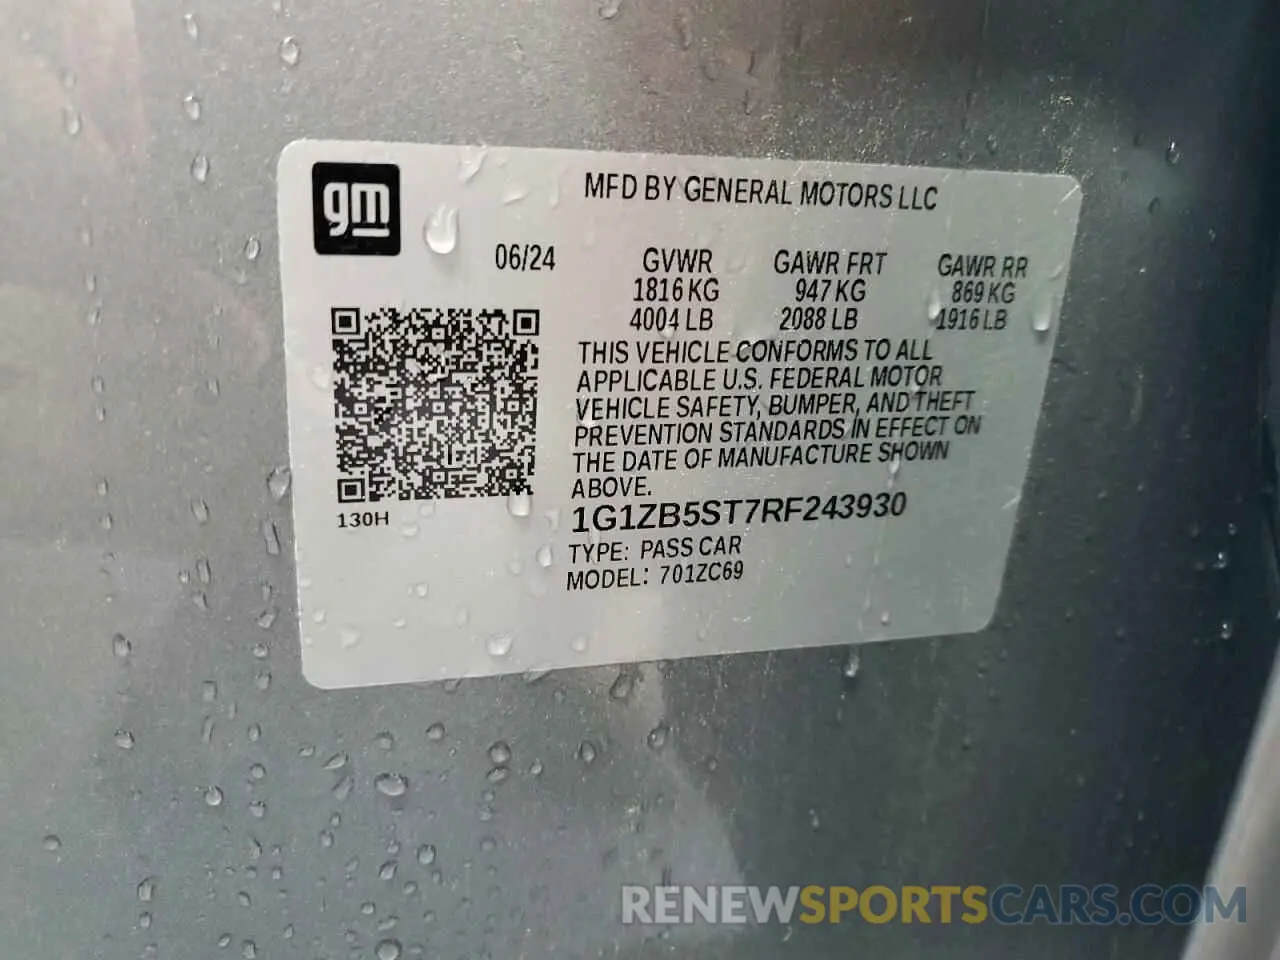 gm
MFD BY GENERAL MOTORS LLC
06/24 GVWR GAWR FRT GAWR RR
1816 KG 947 KG 869 KG
4004 LB 2088 LB 1916 LB
THIS VEHICLE CONFORMS TO ALL
APPLICABLE U.S. FEDERAL MOTOR
VEHICLE SAFETY, BUMPER, AND THEFT
PREVENTION STANDARDS IN EFFECT ON
THE DATE OF MANUFACTURE SHOWN
ABOVE.
130H
1G1ZB5ST7RF243930
TYPE: PASS CAR
MODEL: 701ZC69
RENEWSPORTSCARS.COM